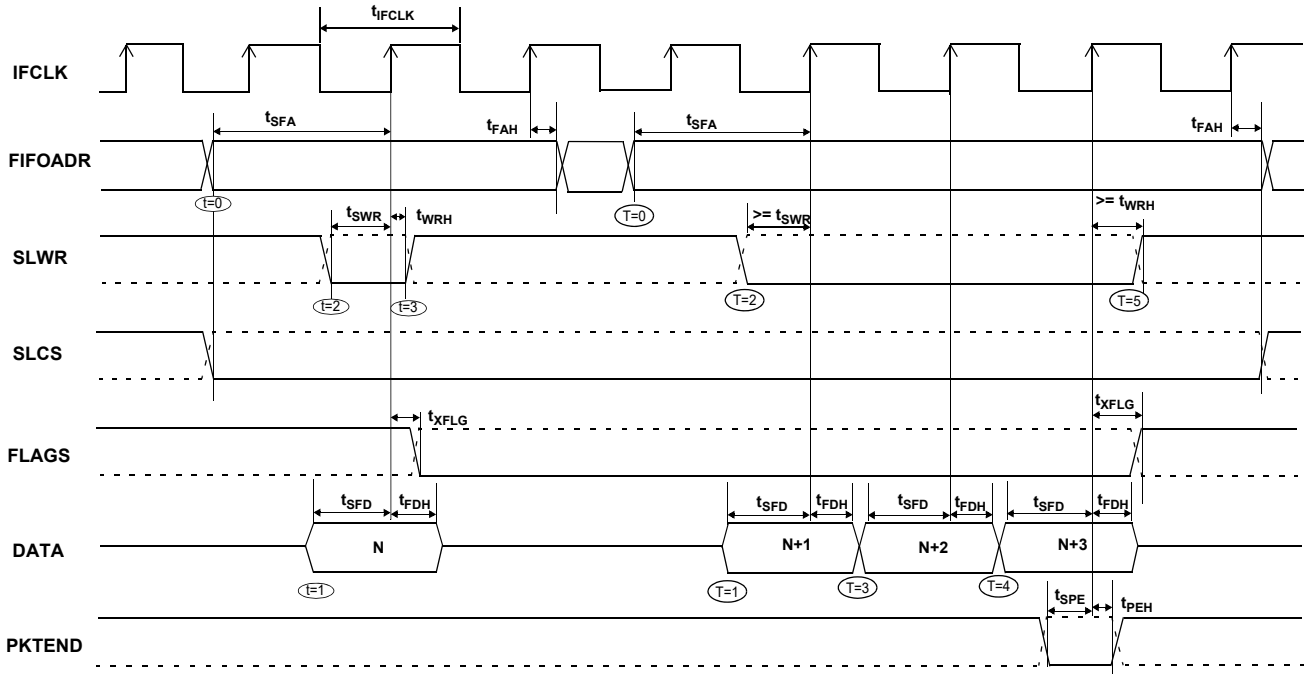 tIFCLK
IFCLK
tSFA
tFAH
tSFA
tFAH
FIFOADR
t=0
T=0
tSWR
tWRH
>= tSWR
>= tWRH
SLWR
t=2
t=3
T=2
T=5
SLCS
tXFLG
tXFLG
FLAGS
tSFD
tFDH
tSFD
tFDH
tSFD
tFDH
tSFD
tFDH
DATA
N
N+1
N+2
N+3
t=1
T=1
T=3
T=4
tSPE
tPEH
PKTEND